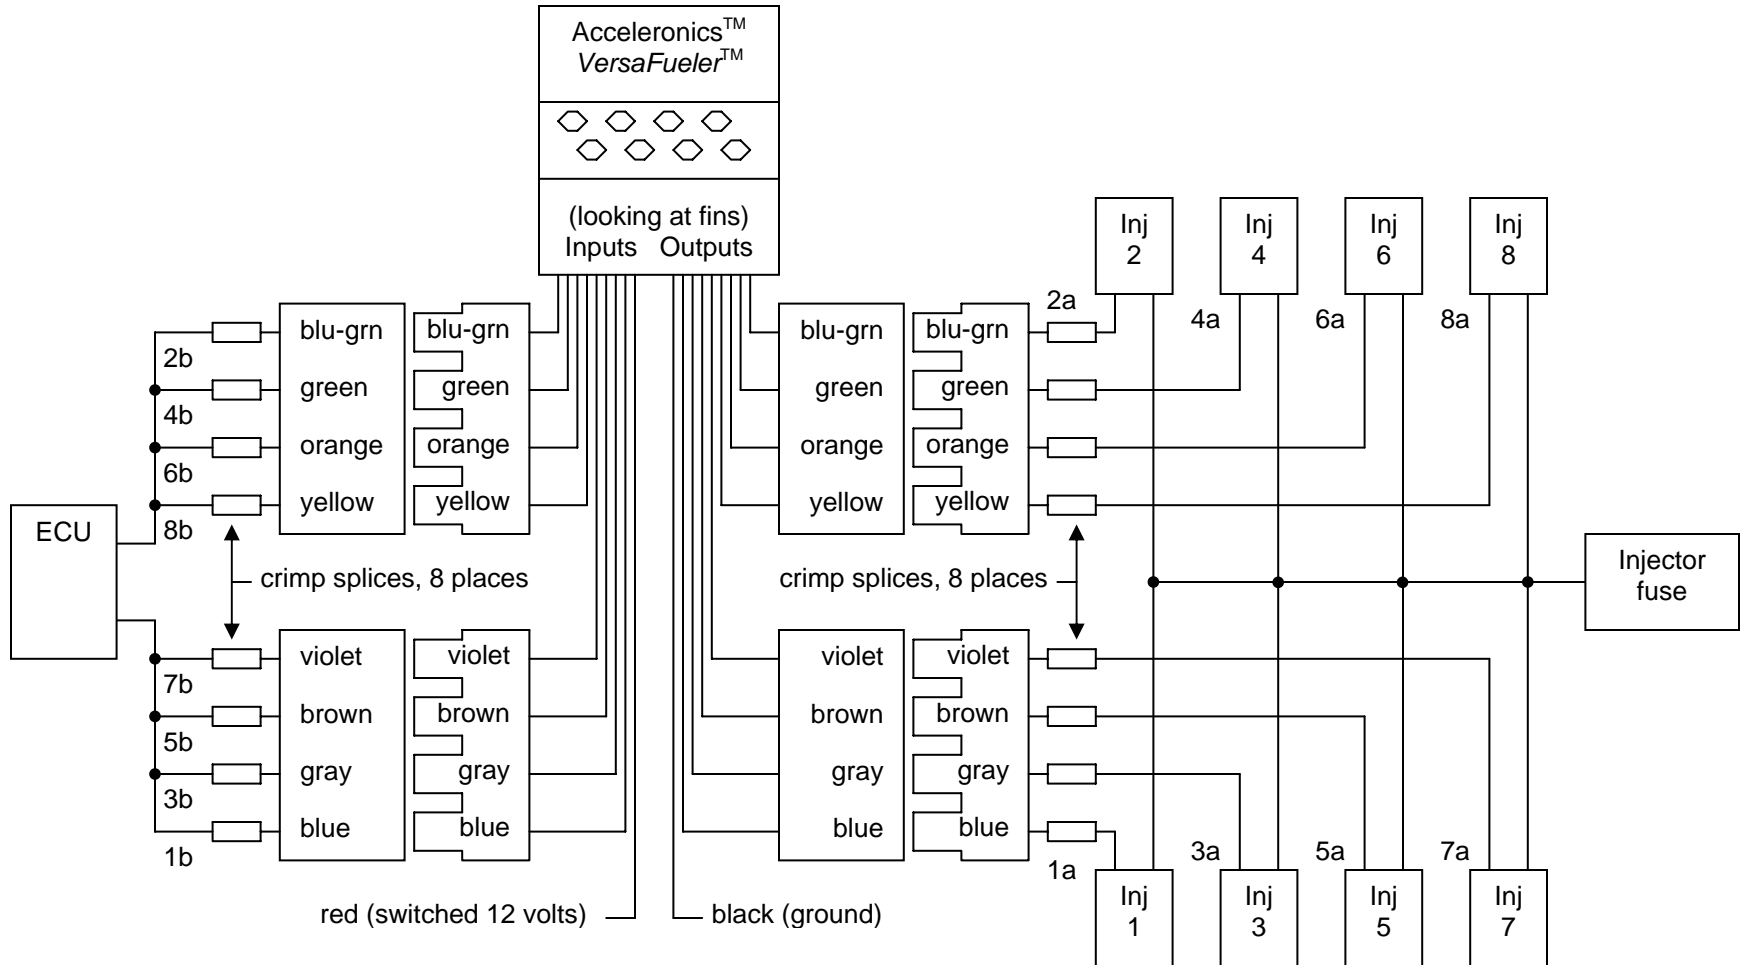 Acceleronics™
VersaFueler™
(looking at fins)
Inputs Outputs
ECU
2b
4b
6b
8b
7b
5b
3b
1b
blu-grn
green
orange
yellow
blu-grn
green
orange
yellow
crimp splices, 8 places
violet
brown
gray
blue
violet
brown
gray
blue
red (switched 12 volts)
black (ground)
blu-grn
green
orange
yellow
blu-grn
green
orange
yellow
crimp splices, 8 places
violet
brown
gray
blue
violet
brown
gray
blue
2a
4a
6a
8a
Inj
2
Inj
4
Inj
6
Inj
8
Injector
fuse
1a
3a
5a
7a
Inj
1
Inj
3
Inj
5
Inj
7